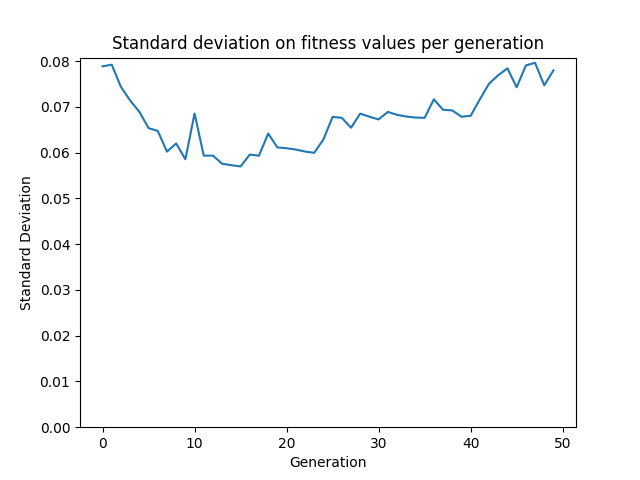 Standard deviation on fitness values per generation
0.08
0.07
0.06
0.05
0.04
0.03
0.02
0.01
0.00
Standard Deviation
0 10 20 30 40 50
Generation